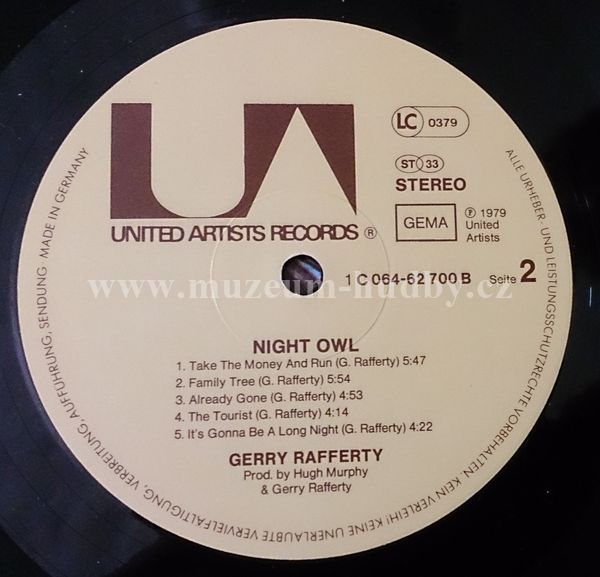 UA
UNITED ARTISTS RECORDS ®
LC 0379
ST 33
STEREO
GEMA
℗ 1979
United
Artists
1 C 064-62 700 B Seite 2
www.muzeum-hudby.cz
NIGHT OWL
1. Take The Money And Run (G. Rafferty) 5:47
2. Family Tree (G. Rafferty) 5:54
3. Already Gone (G. Rafferty) 4:53
4. The Tourist (G. Rafferty) 4:14
5. It's Gonna Be A Long Night (G. Rafferty) 4:22
GERRY RAFFERTY
Prod. by Hugh Murphy
& Gerry Rafferty
ALLE URHEBER- UND LEISTUNGSSCHUTZRECHTE VORBEHALTEN. KEIN VERLEIH! KEINE UNERLAUBTE VERVIELFÄLTIGUNG, VERBREITUNG, AUFFÜHRUNG, SENDUNG MADE IN GERMANY